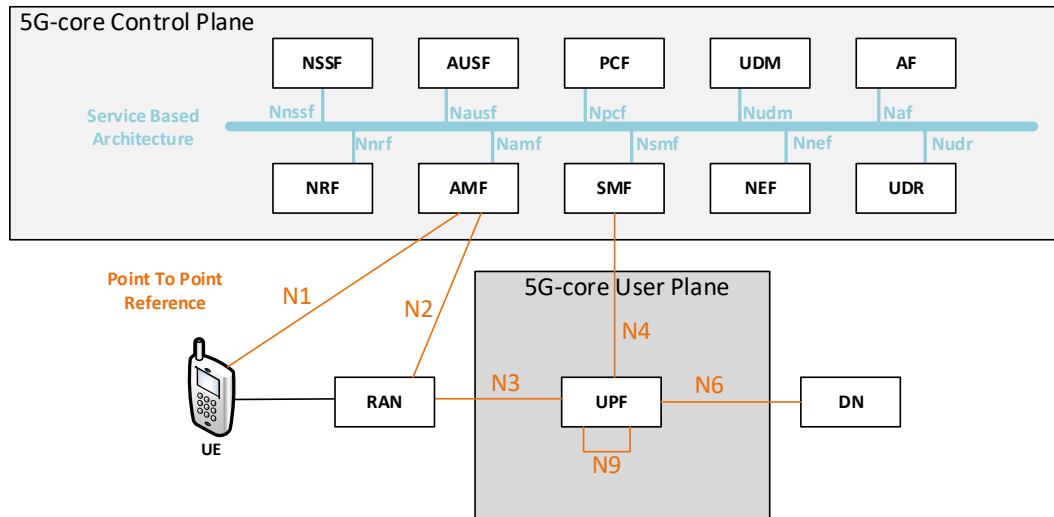 5G-core Control Plane
NSSF
AUSF
PCF
UDM
AF
Nnssf
Nausf
Npcf
Nudm
Naf
Service Based
Architecture
Nnrf
Namf
Nsmf
Nnef
Nudr
NRF
AMF
SMF
NEF
UDR
Point To Point
Reference
N1
N2
5G-core User Plane
N4
N3
N6
RAN
UPF
DN
UE
N9